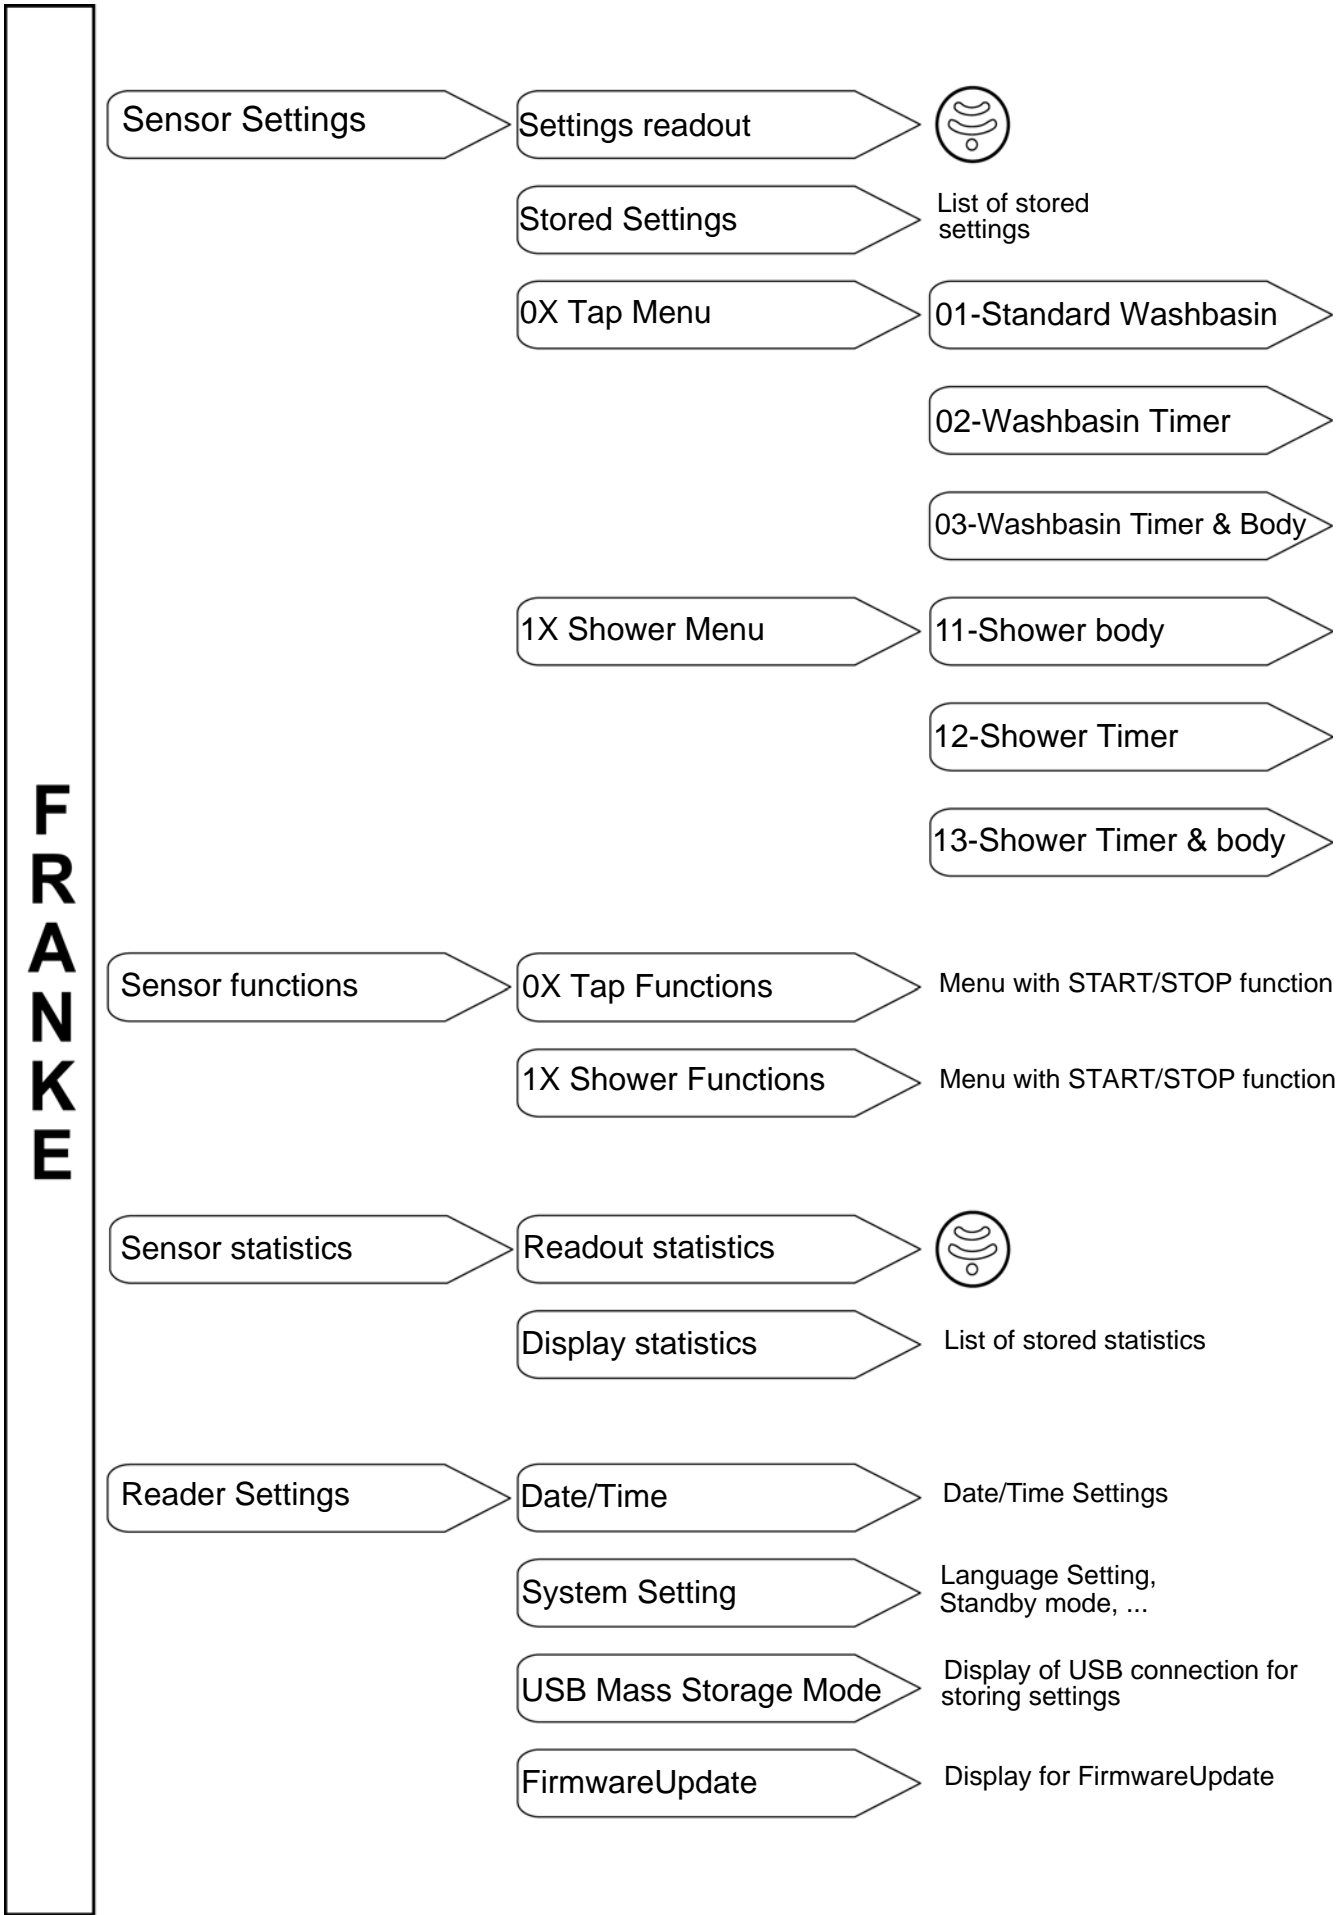 FRANKE
Sensor Settings
Settings readout
Stored Settings
List of stored
settings
0X Tap Menu
01-Standard Washbasin
02-Washbasin Timer
03-Washbasin Timer & Body
1X Shower Menu
11-Shower body
12-Shower Timer
13-Shower Timer & body
Sensor functions
0X Tap Functions
Menu with START/STOP function
1X Shower Functions
Menu with START/STOP function
Sensor statistics
Readout statistics
Display statistics
List of stored statistics
Reader Settings
Date/Time
Date/Time Settings
System Setting
Language Setting,
Standby mode, ...
USB Mass Storage Mode
Display of USB connection for
storing settings
FirmwareUpdate
Display for FirmwareUpdate